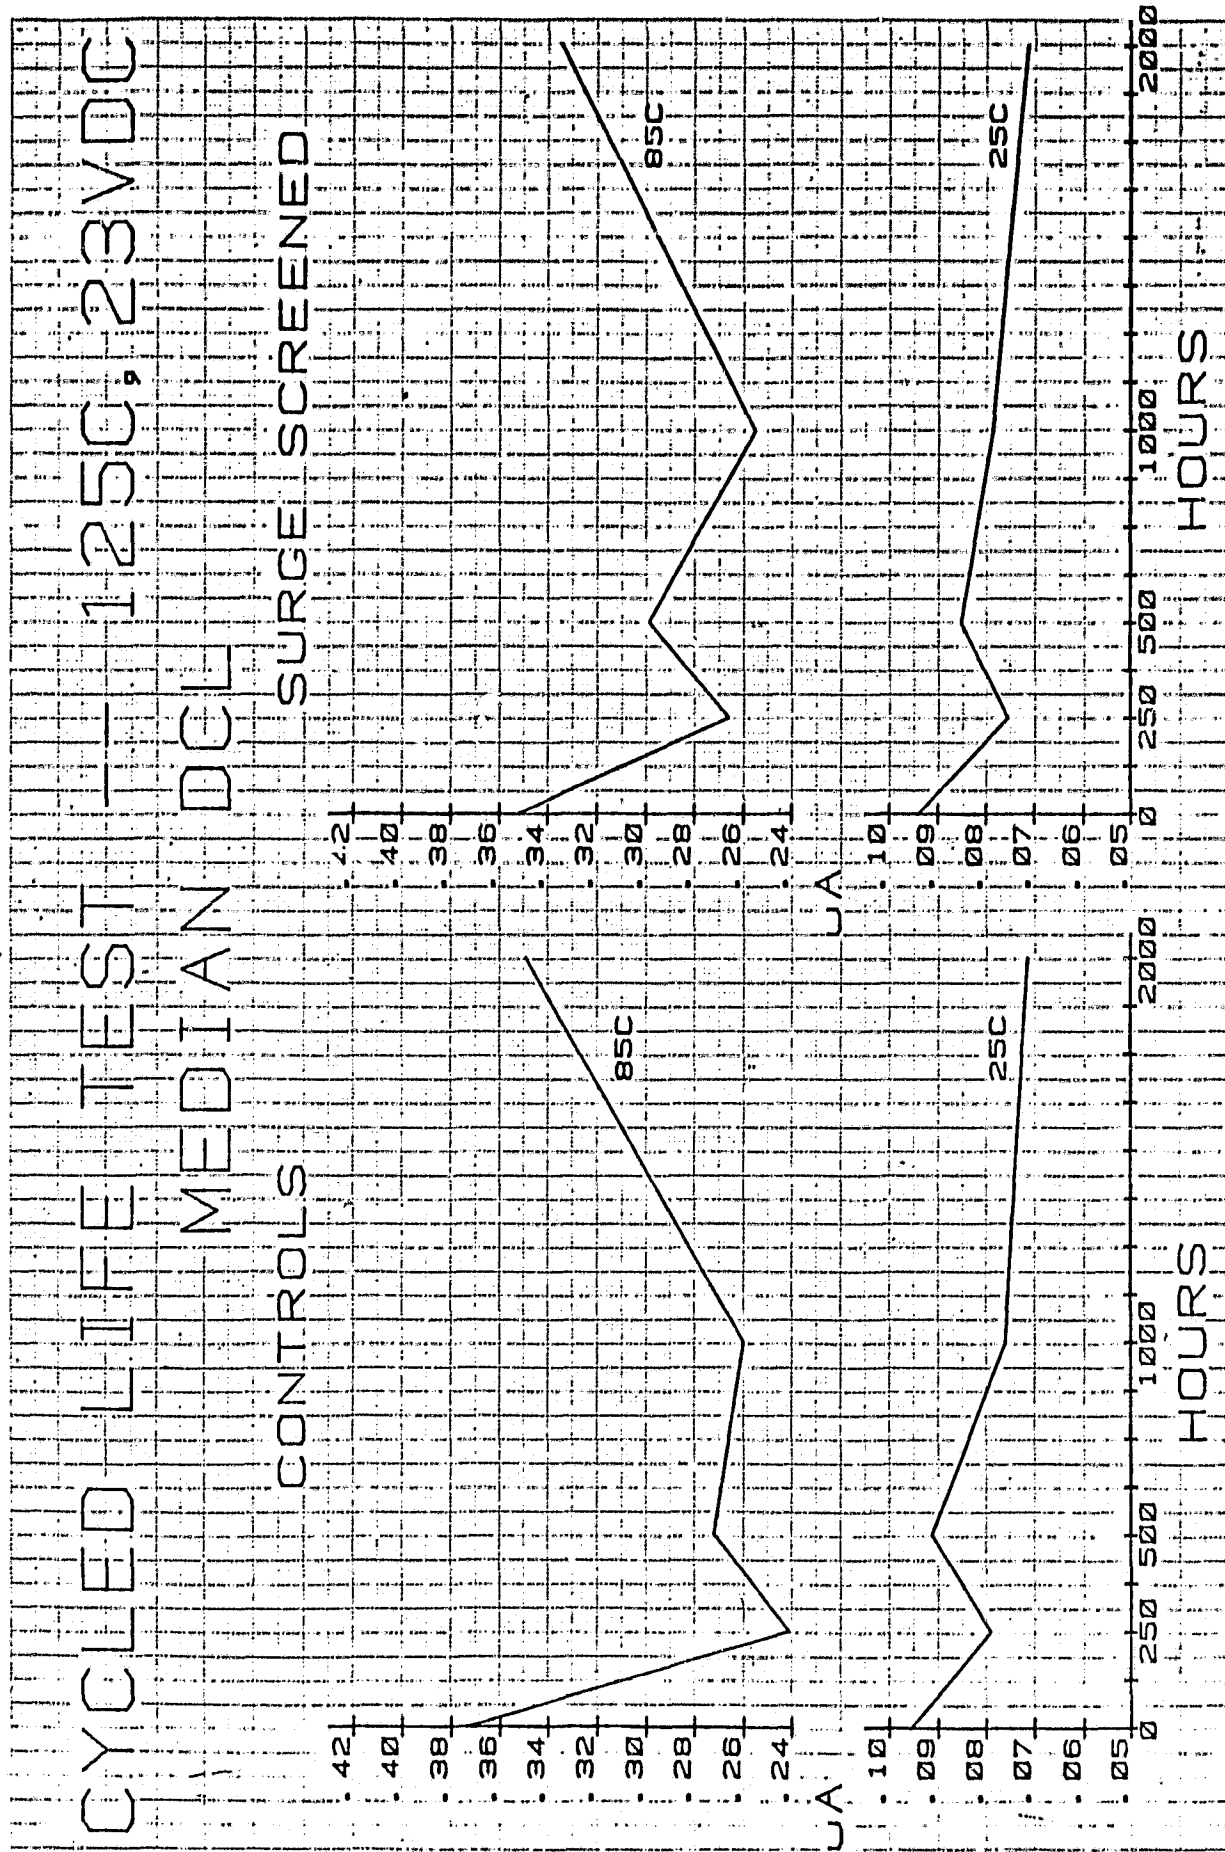 CYCLED LIFE TEST -- 125C, 23VDC
MEDIAN DCL
CONTROLS
.42
.40
.38
.36
.34
.32
.30
.28
.26
.24
UA
.10
.09
.08
.07
.06
.05
85C
25C
0 250 500 1000 2000
HOURS
SURGE SCREENED
.42
.40
.38
.36
.34
.32
.30
.28
.26
.24
UA
.10
.09
.08
.07
.06
.05
85C
25C
0 250 500 1000 2000
HOURS